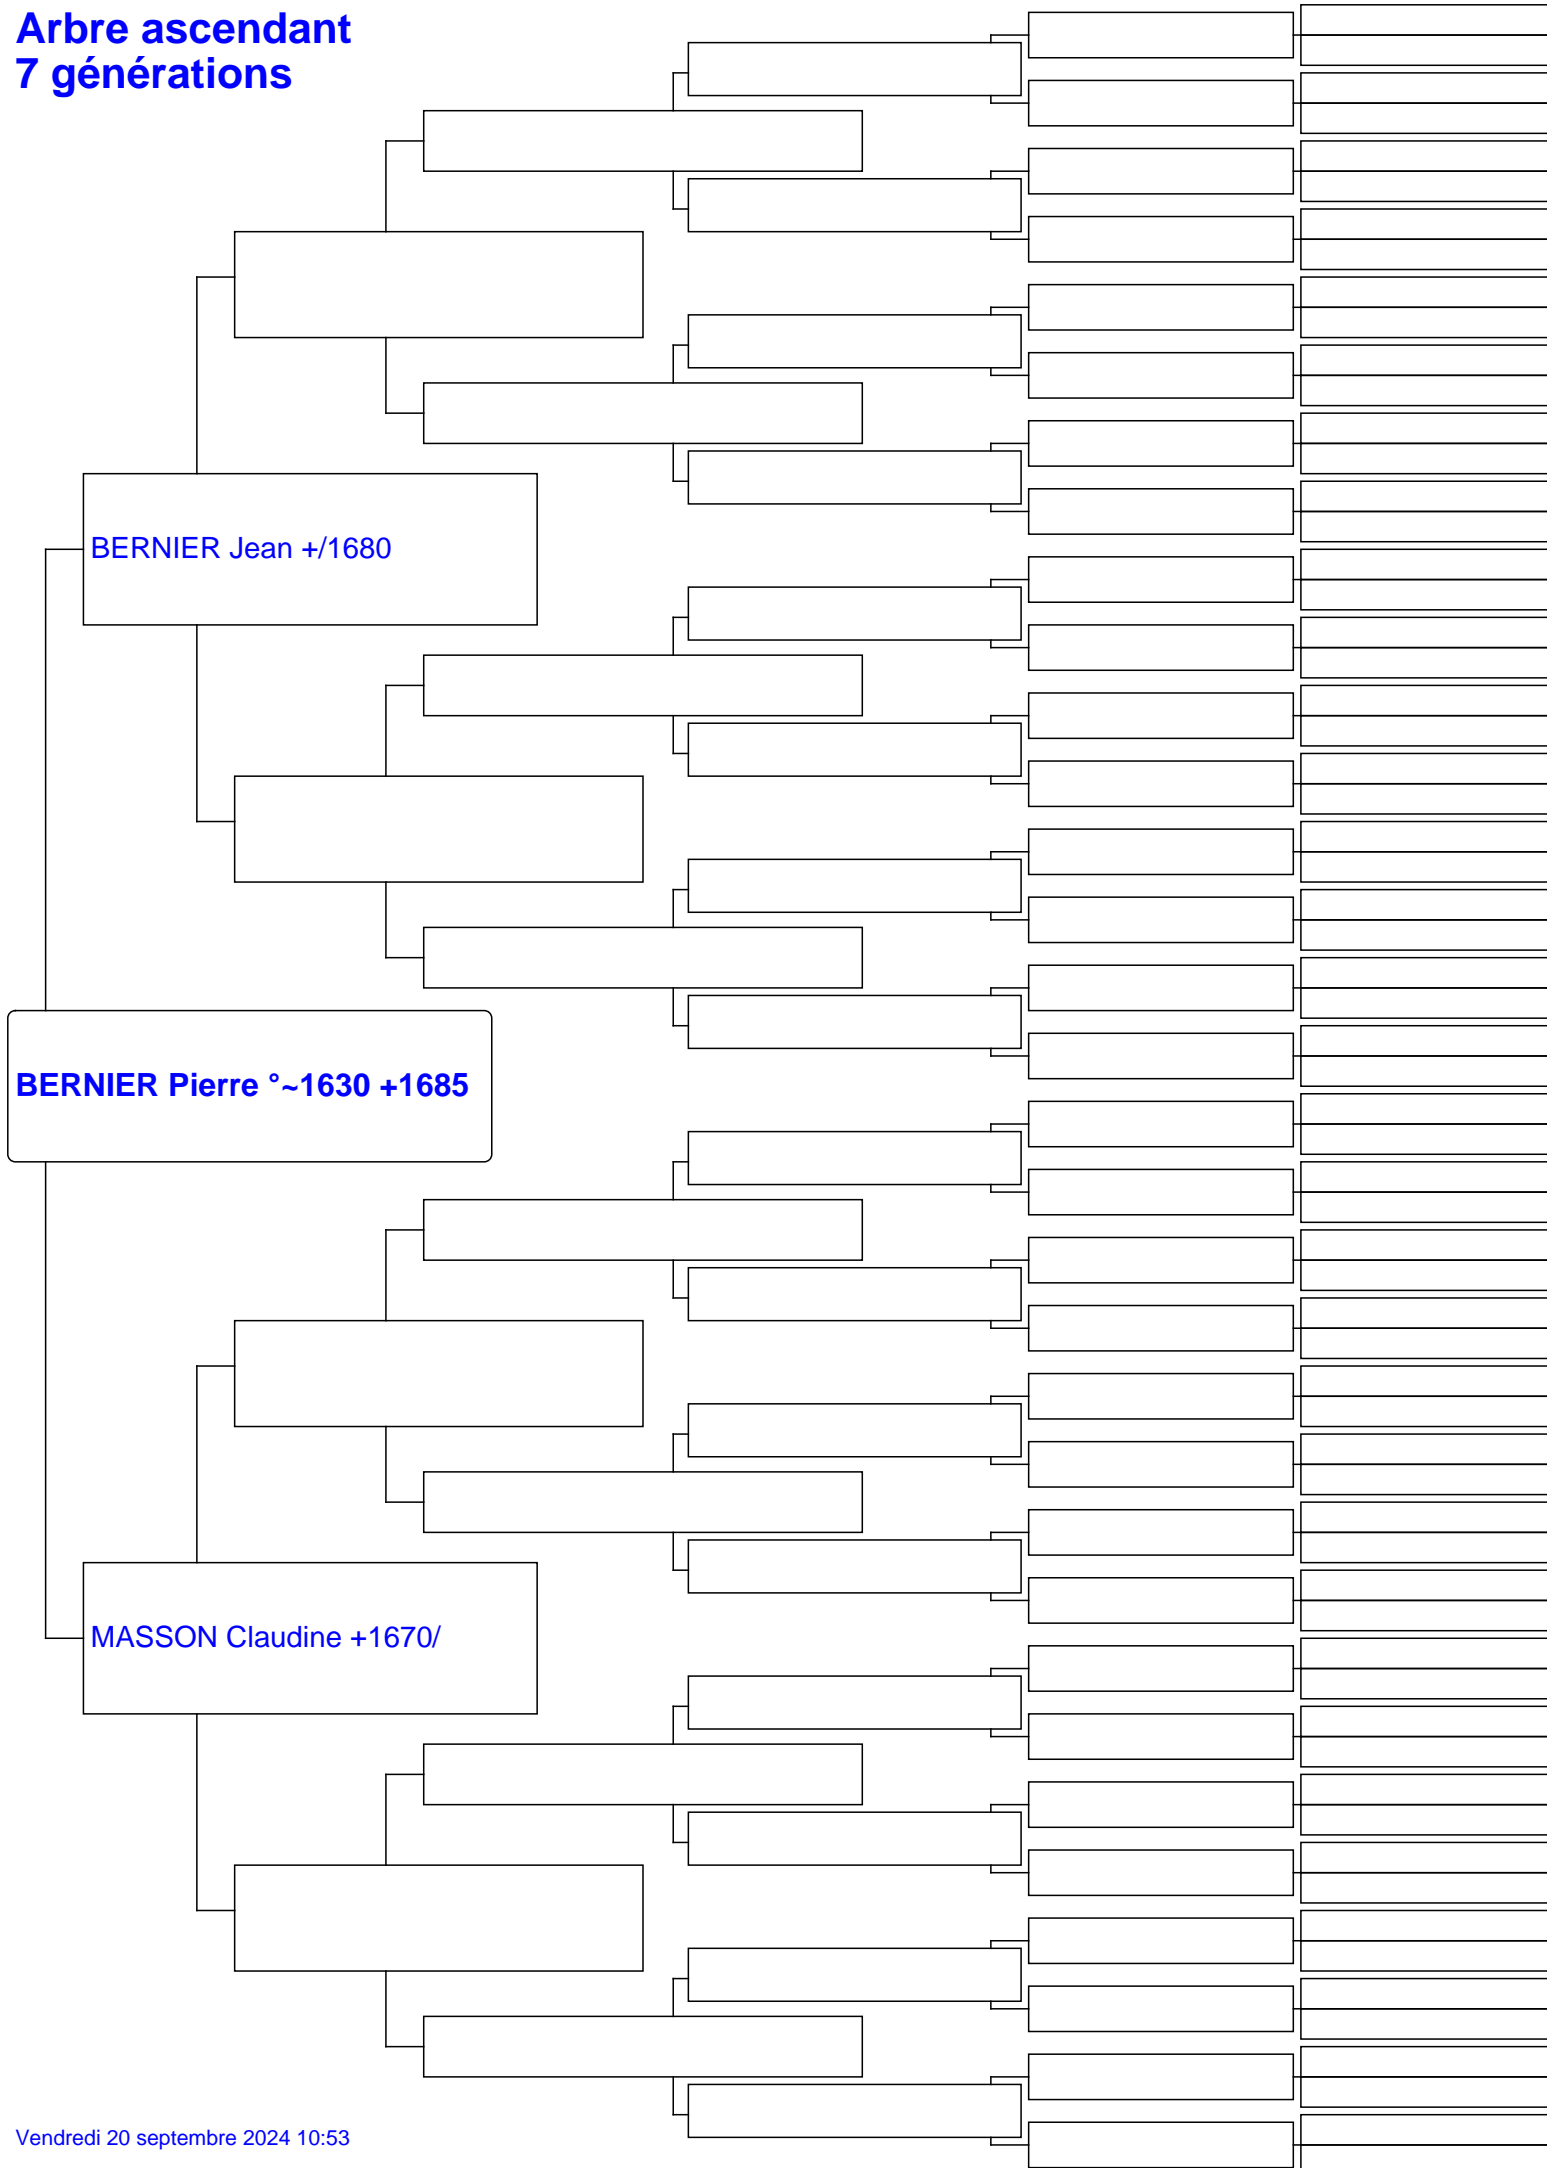 Arbre ascendant
7 générations
BERNIER Jean +/1680
BERNIER Pierre °~1630 +1685
MASSON Claudine +1670/
Vendredi 20 septembre 2024 10:53